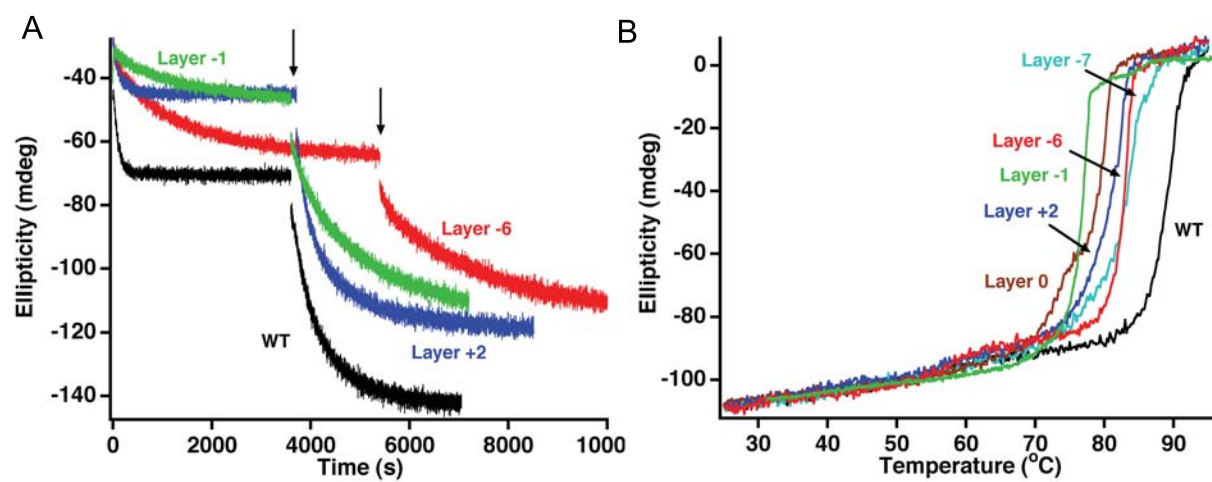 A
Layer -1
Layer -6
WT
Layer +2
-40
-60
-80
-100
-120
-140
Ellipticity (mdeg)
0
2000
4000
6000
8000
1000
Time (s)
B
Layer -7
Layer -6
Layer -1
Layer +2
WT
Layer 0
0
-20
-40
-60
-80
-100
Ellipticity (mdeg)
30
40
50
60
70
80
90
Temperature (°C)